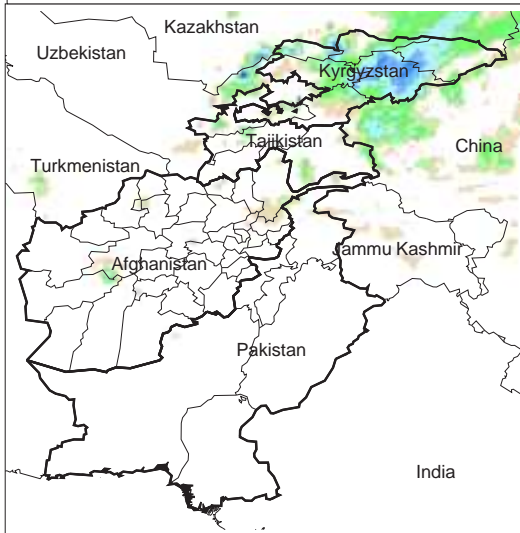 Kazakhstan
Uzbekistan
Kyrgyzstan
Tajikistan
China
Turkmenistan
Jammu Kashmir
Afghanistan
Pakistan
India